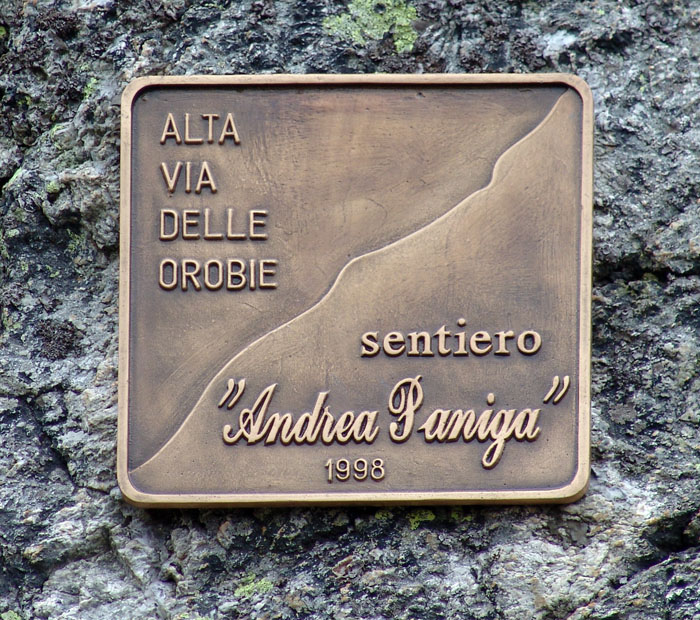 ALTA
VIA
DELLE
OROBIE
sentiero
"Andrea Paniga"
1998